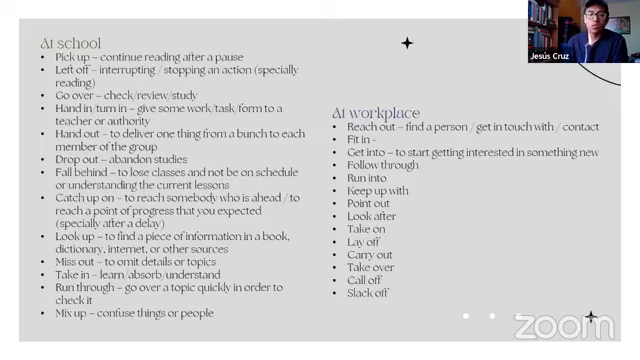 At school
Pick up – continue reading after a pause
Left off – interrupting / stopping an action (specially
reading)
Go over – check/review/study
Hand in/turn in – give some work/task/form to a
teacher or authority
Hand out – to deliver one thing from a bunch to each
member of the group
Drop out – abandon studies
Fall behind – to lose classes and not be on schedule
or understanding the current lessons
Catch up on – to reach somebody who is ahead / to
reach a point of progress that you expected
(specially after a delay)
Look up – to find a piece of information in a book,
dictionary, internet, or other sources
Miss out – to omit details or topics
Take in – learn/absorb/understand
Run through – go over a topic quickly in order to
check it
Mix up – confuse things or people
At workplace
Reach out – find a person / get in touch with / contact
Fit in -
Get into – to start getting interested in something new
Follow through
Run into
Keep up with
Point out
Look after
Take on
Lay off
Carry out
Take over
Call off
Slack off
Jesús Cruz
zoom